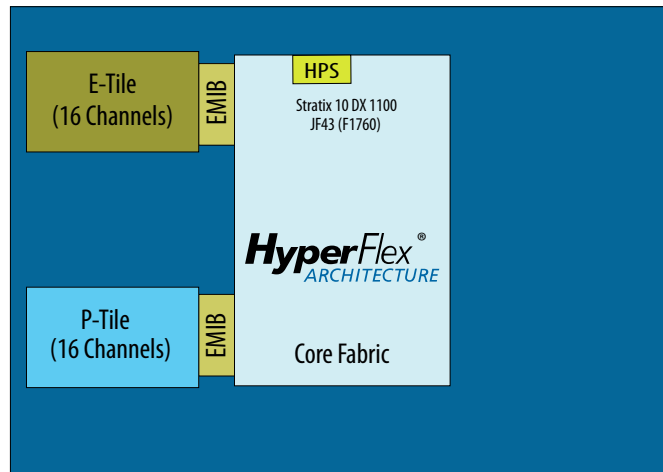 E-Tile
(16 Channels)
EMIB
HPS
Stratix 10 DX 1100
JF43 (F1760)
HyperFlex®
ARCHITECTURE
P-Tile
(16 Channels)
EMIB
Core Fabric